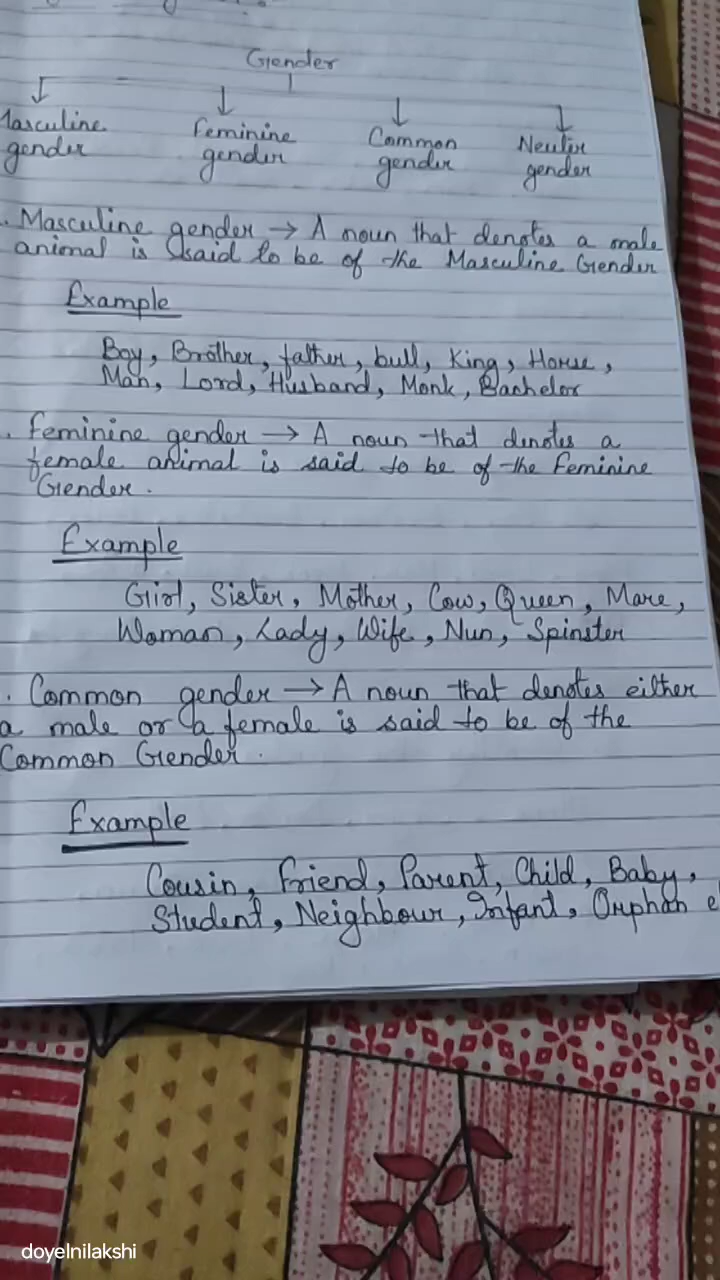 Gender
Masculine gender
Feminine gender
Common gender
Neuter gender
. Masculine gender → A noun that denotes a male
animal is said to be of the Masculine Gender
Example
Boy, Brother, father, bull, King, Horse,
Man, Lord, Husband, Monk, Bachelor
. Feminine gender → A noun that denotes a
female animal is said to be of the Feminine
Gender.
Example
Girl, Sister, Mother, Cow, Queen, Mare,
Woman, Lady, Wife, Nun, Spinster
. Common gender → A noun that denotes either
a male or a female is said to be of the
Common Gender.
Example
Cousin, Friend, Parent, Child, Baby,
Student, Neighbour, Infant, Orphan e
doyelnilakshi